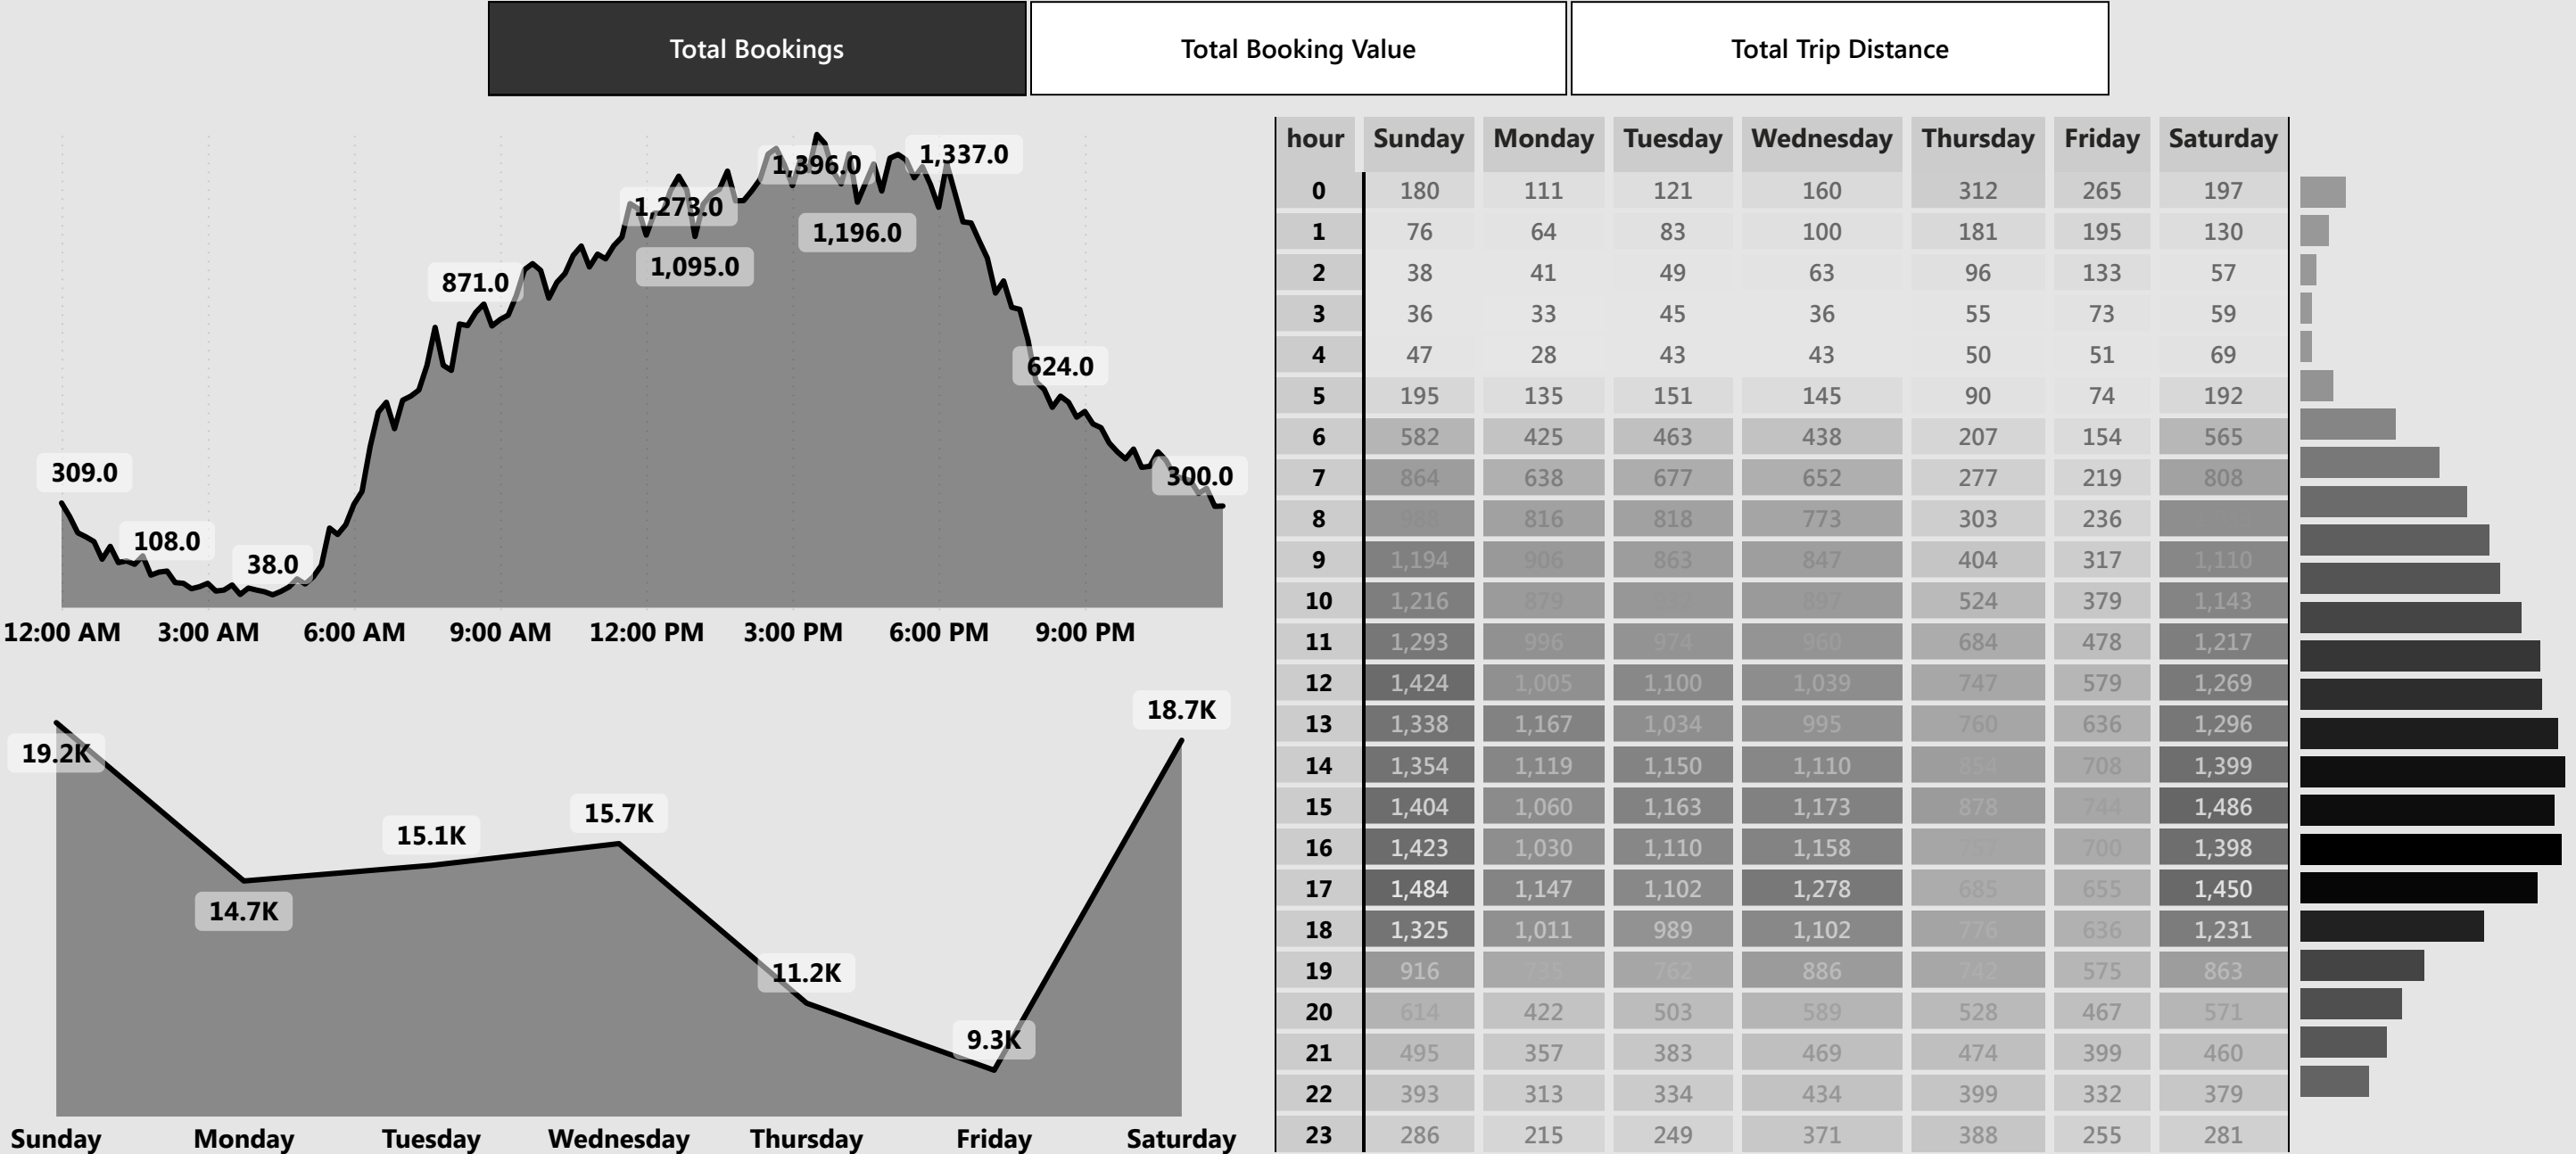 Total Bookings
Total Booking Value
Total Trip Distance
1,396.0
1,337.0
1,273.0
1,196.0
1,095.0
871.0
624.0
309.0
300.0
108.0
38.0
12:00 AM 3:00 AM 6:00 AM 9:00 AM 12:00 PM 3:00 PM 6:00 PM 9:00 PM
18.7K
19.2K
15.7K
15.1K
14.7K
11.2K
9.3K
Sunday Monday Tuesday Wednesday Thursday Friday Saturday
hour Sunday Monday Tuesday Wednesday Thursday Friday Saturday
0 180 111 121 160 312 265 197
1 76 64 83 100 181 195 130
2 38 41 49 63 96 133 57
3 36 33 45 36 55 73 59
4 47 28 43 43 50 51 69
5 195 135 151 145 90 74 192
6 582 425 463 438 207 154 565
7 864 638 677 652 277 219 808
8 988 816 818 773 303 236
9 1,194 906 863 847 404 317 1,110
10 1,216 879 897 524 379 1,143
11 1,293 996 974 960 684 478 1,217
12 1,424 1,005 1,100 1,039 747 579 1,269
13 1,338 1,167 1,034 995 760 636 1,296
14 1,354 1,119 1,150 1,110 854 708 1,399
15 1,404 1,060 1,163 1,173 878 744 1,486
16 1,423 1,030 1,110 1,158 700 1,398
17 1,484 1,147 1,102 1,278 685 655 1,450
18 1,325 1,011 989 1,102 776 636 1,231
19 916 762 886 742 575 863
20 614 422 503 589 528 467 571
21 495 357 383 469 474 399 460
22 393 313 334 434 399 332 379
23 286 215 249 371 388 255 281